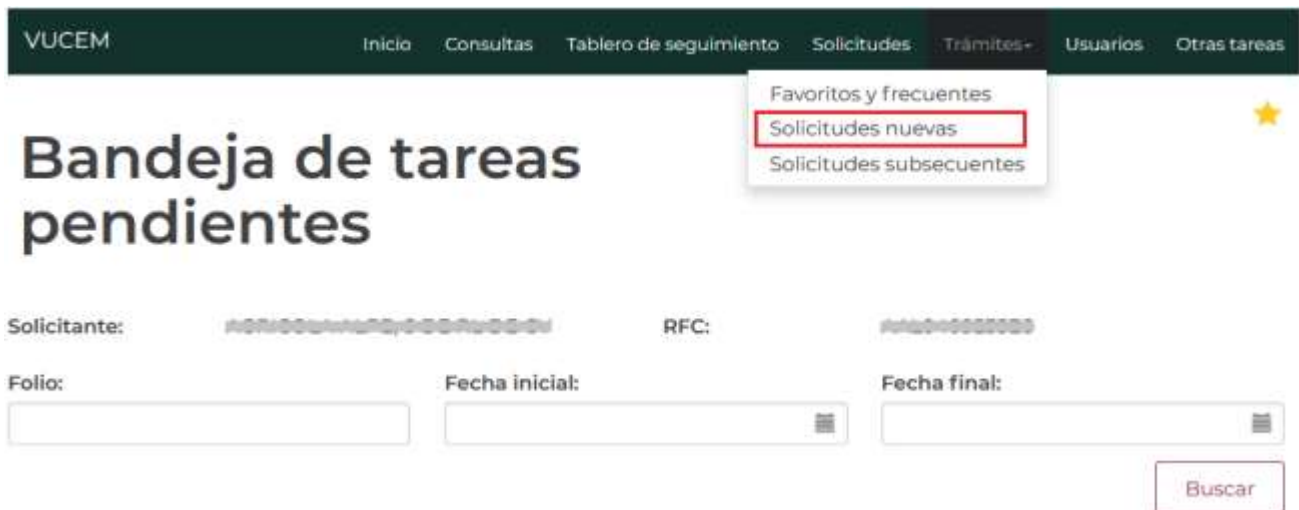 VUCEM Inicio Consultas Tablero de seguimiento Solicitudes Trámites Usuarios Otras tareas
Favoritos y frecuentes
Solicitudes nuevas
Solicitudes subsecuentes
Bandeja de tareas
pendientes
Solicitante: RFC:
Folio: Fecha inicial: Fecha final:
Buscar